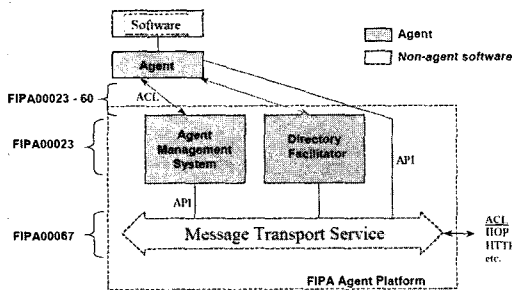 Software
Agent
Agent
Non-agent software
FIPA00023 - 60
ACL
FIPA00023
Agent
Management
System
Directory
Facilitator
API
API
FIPA00067
Message Transport Service
ACL
IIOP
HTTP
etc.
FIPA Agent Platform